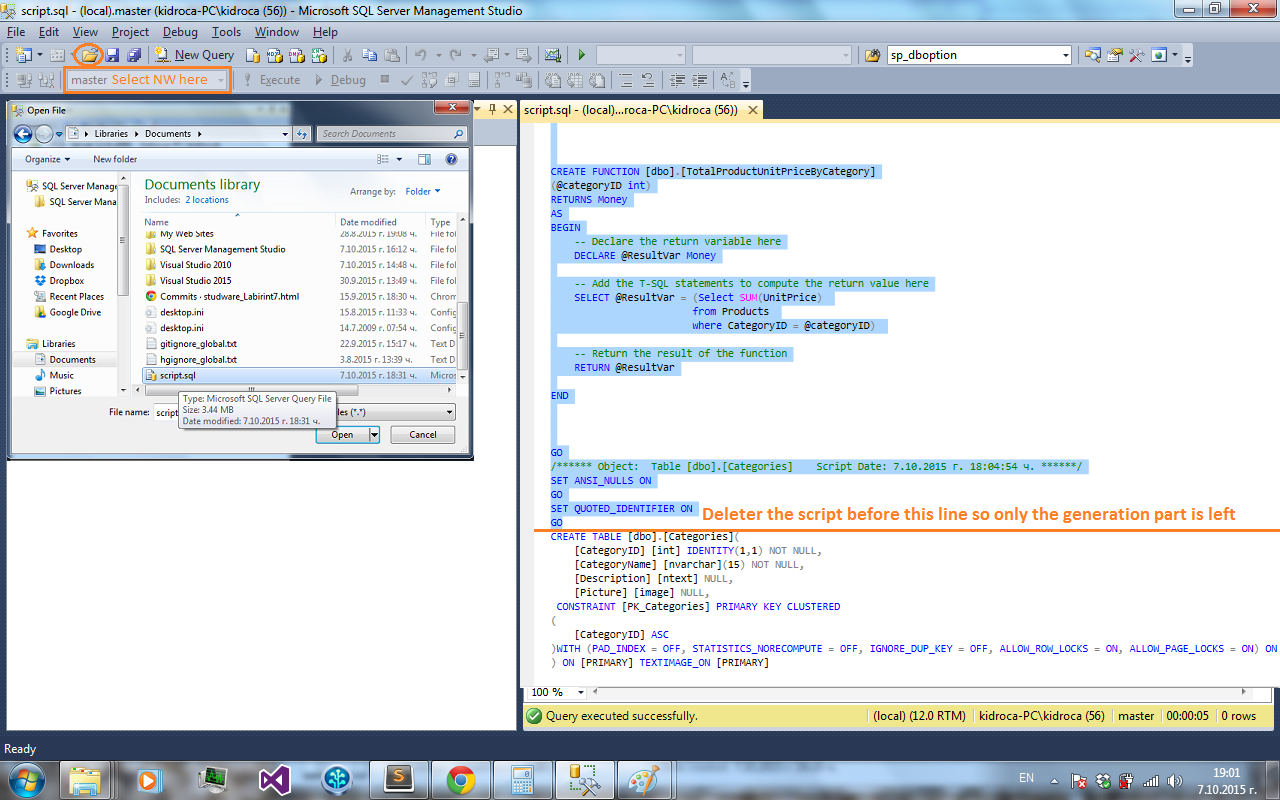 script.sql - (local).master (kidroca-PC\kidroca (56)) - Microsoft SQL Server Management Studio
File Edit View Project Debug Tools Window Help
New Query
sp_dboption
master Select NW here
Execute
Debug
Open File
Libraries
Documents
Search Documents
Organize
New folder
SQL Server Manage
SQL Server Mana
Favorites
Desktop
Downloads
Dropbox
Recent Places
Google Drive
Libraries
Documents
Music
Pictures
Documents library
Includes: 2 locations
Arrange by: Folder
Name Date modified Type
My Web Sites 28.8.2015 г. 19:08 ч. File fol
SQL Server Management Studio 7.10.2015 г. 16:12 ч. File fol
Visual Studio 2010 7.10.2015 г. 14:48 ч. File fol
Visual Studio 2015 30.9.2015 г. 13:49 ч. File fol
Commits · studware_Labirint7.html 15.9.2015 г. 18:30 ч. Chrom
desktop.ini 15.8.2015 г. 11:33 ч. Config
desktop.ini 14.7.2009 г. 07:54 ч. Config
gitignore_global.txt 22.9.2015 г. 15:17 ч. Text D
hgignore_global.txt 3.8.2015 г. 13:39 ч. Text D
script.sql 7.10.2015 г. 18:31 ч. Micros
Type: Microsoft SQL Server Query File
Size: 3.44 MB
Date modified: 7.10.2015 г. 18:31 ч.
File name: script
les (*.*)
Open
Cancel
script.sql - (local)...roca-PC\kidroca (56))
CREATE FUNCTION [dbo].[TotalProductUnitPriceByCategory]
(@categoryID int)
RETURNS Money
AS
BEGIN
-- Declare the return variable here
DECLARE @ResultVar Money
-- Add the T-SQL statements to compute the return value here
SELECT @ResultVar = (Select SUM(UnitPrice)
from Products
where CategoryID = @categoryID)
-- Return the result of the function
RETURN @ResultVar
END
GO
/****** Object: Table [dbo].[Categories] Script Date: 7.10.2015 г. 18:04:54 ч. ******/
SET ANSI_NULLS ON
GO
SET QUOTED_IDENTIFIER ON
Deleter the script before this line so only the generation part is left
GO
CREATE TABLE [dbo].[Categories](
[CategoryID] [int] IDENTITY(1,1) NOT NULL,
[CategoryName] [nvarchar](15) NOT NULL,
[Description] [ntext] NULL,
[Picture] [image] NULL,
CONSTRAINT [PK_Categories] PRIMARY KEY CLUSTERED
(
[CategoryID] ASC
)WITH (PAD_INDEX = OFF, STATISTICS_NORECOMPUTE = OFF, IGNORE_DUP_KEY = OFF, ALLOW_ROW_LOCKS = ON, ALLOW_PAGE_LOCKS = ON) ON
) ON [PRIMARY] TEXTIMAGE_ON [PRIMARY]
100 %
Query executed successfully.
(local) (12.0 RTM) kidroca-PC\kidroca (56) master 00:00:05 0 rows
Ready
EN
19:01
7.10.2015 г.